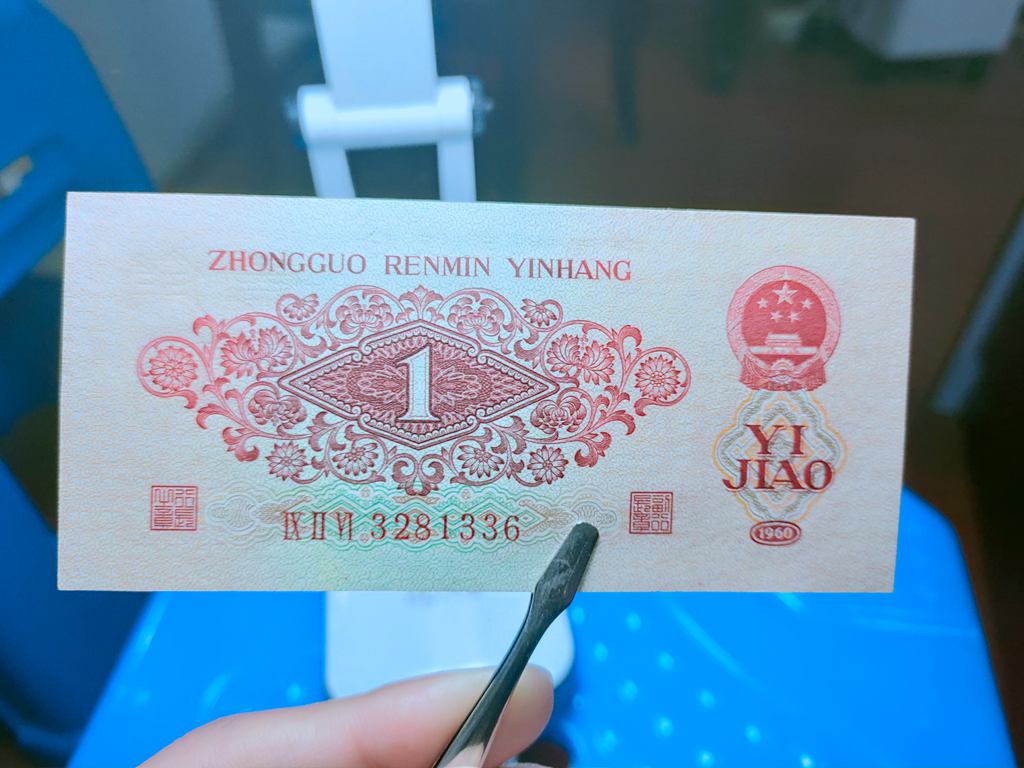 ZHONGGUO RENMIN YINHANG
1
YI
JIAO
1960
IX II VI 3281336